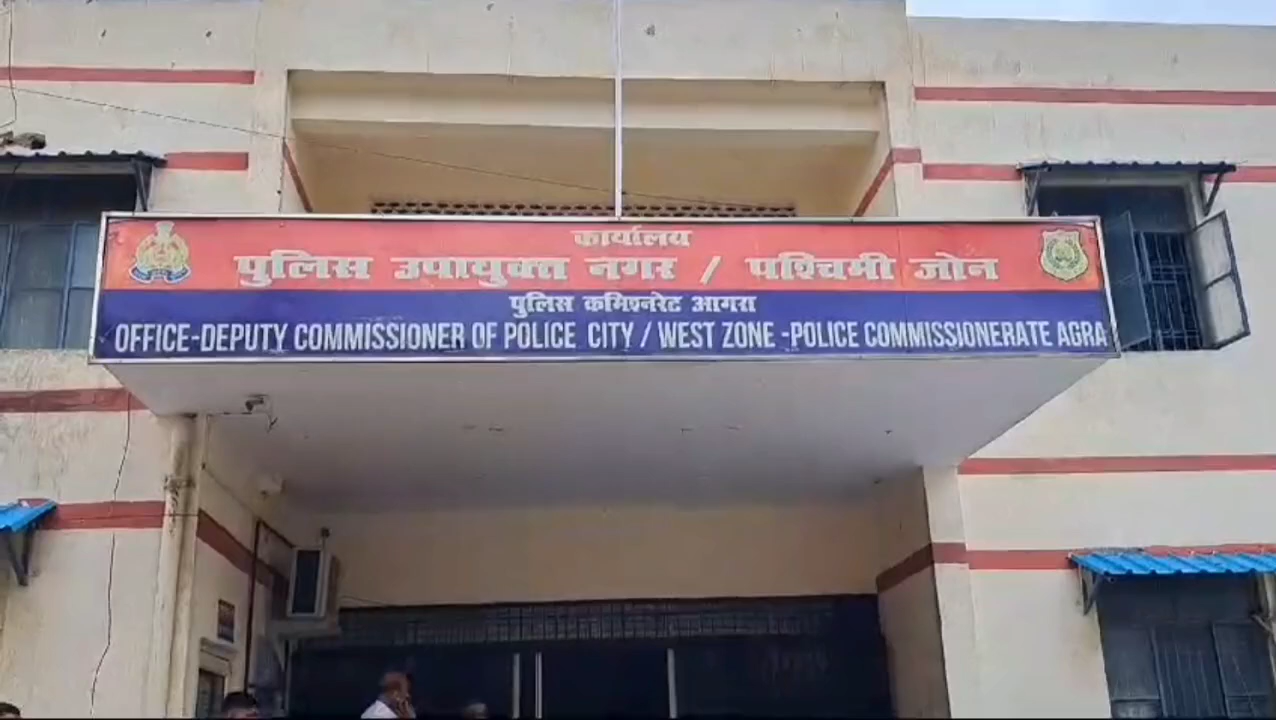 कार्यालय
पुलिस उपायुक्त नगर / पश्चिमी जोन
पुलिस कमिश्नरेट आगरा
OFFICE-DEPUTY COMMISSIONER OF POLICE CITY / WEST ZONE -POLICE COMMISSIONERATE AGRA